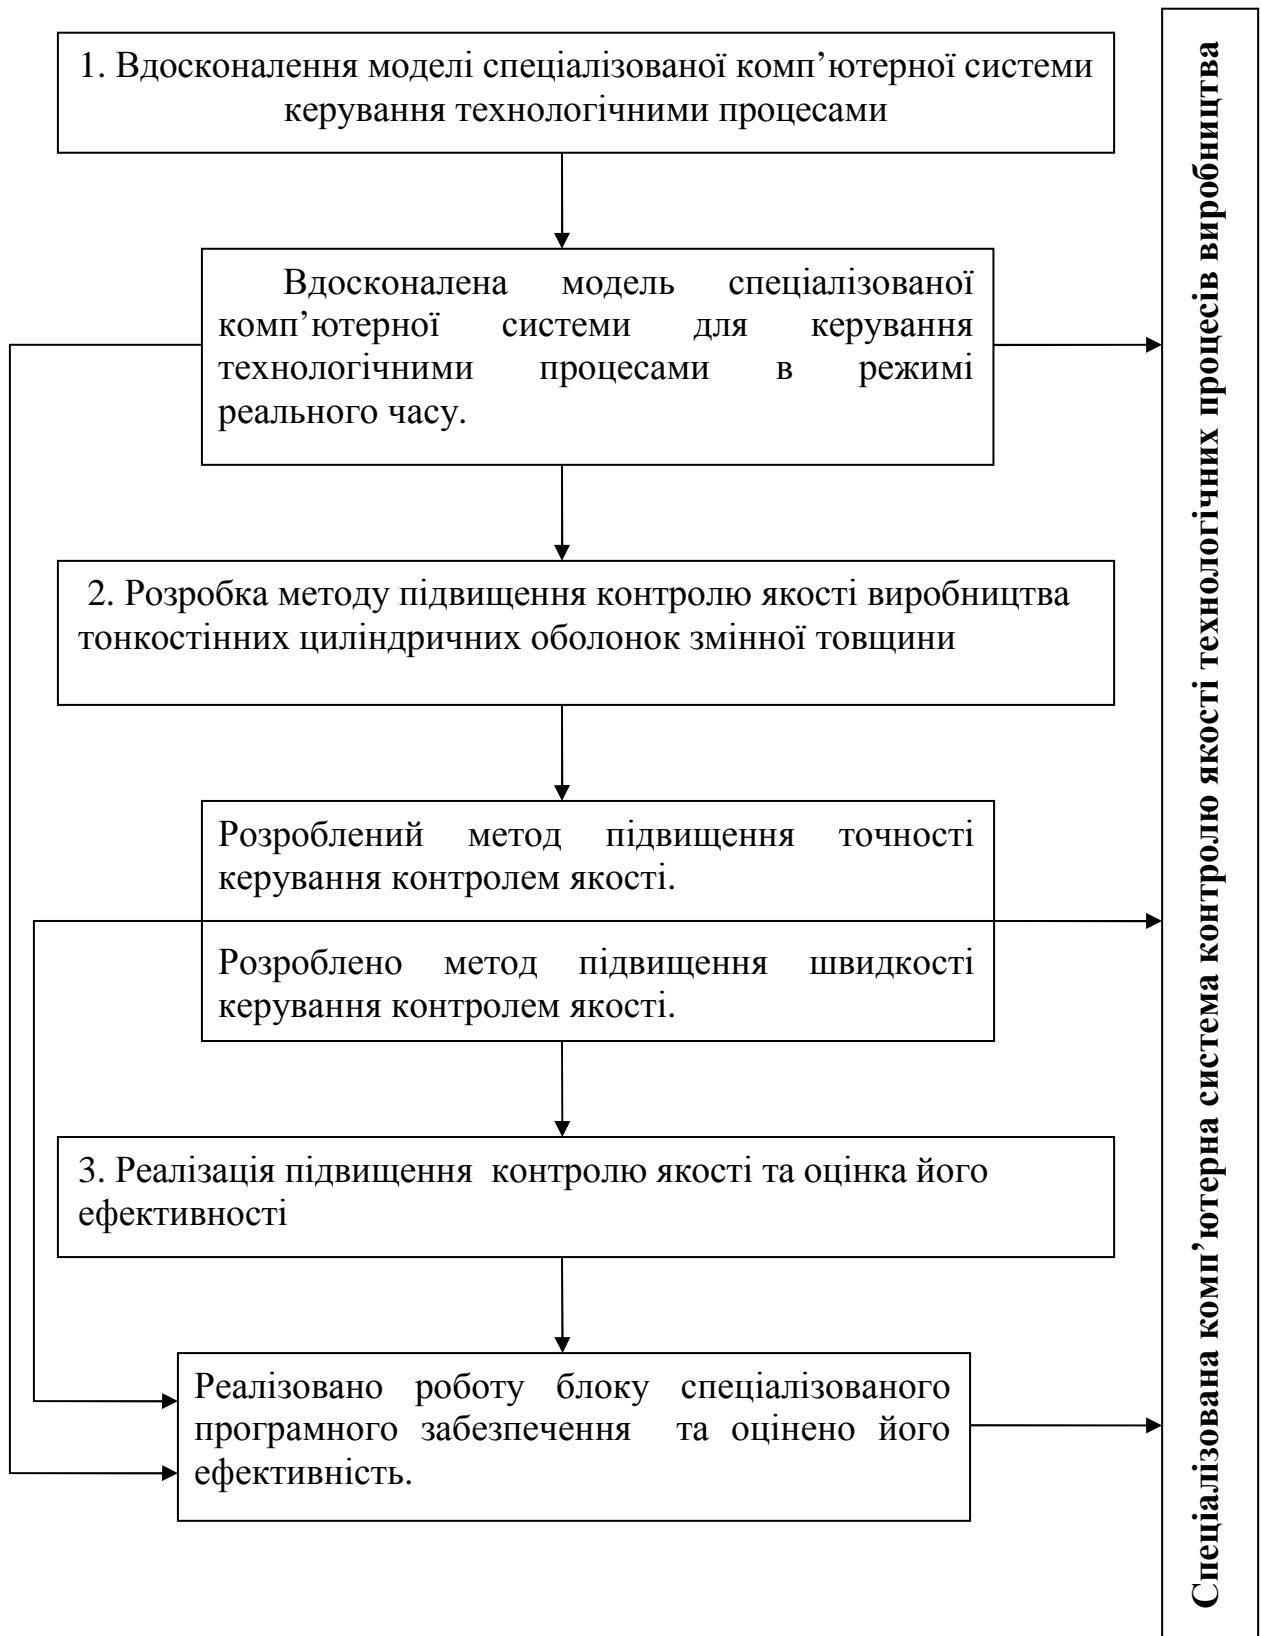 1. Вдосконалення моделі спеціалізованої комп’ютерної системи
керування технологічними процесами
Вдосконалена модель спеціалізованої
комп’ютерної системи для керування
технологічними процесами в режимі
реального часу.
2. Розробка методу підвищення контролю якості виробництва
тонкостінних циліндричних оболонок змінної товщини
Розроблений метод підвищення точності
керування контролем якості.
Розроблено метод підвищення швидкості
керування контролем якості.
3. Реалізація підвищення контролю якості та оцінка його
ефективності
Реалізовано роботу блоку спеціалізованого
програмного забезпечення та оцінено його
ефективність.
Спеціалізована комп’ютерна система контролю якості технологічних процесів виробництва